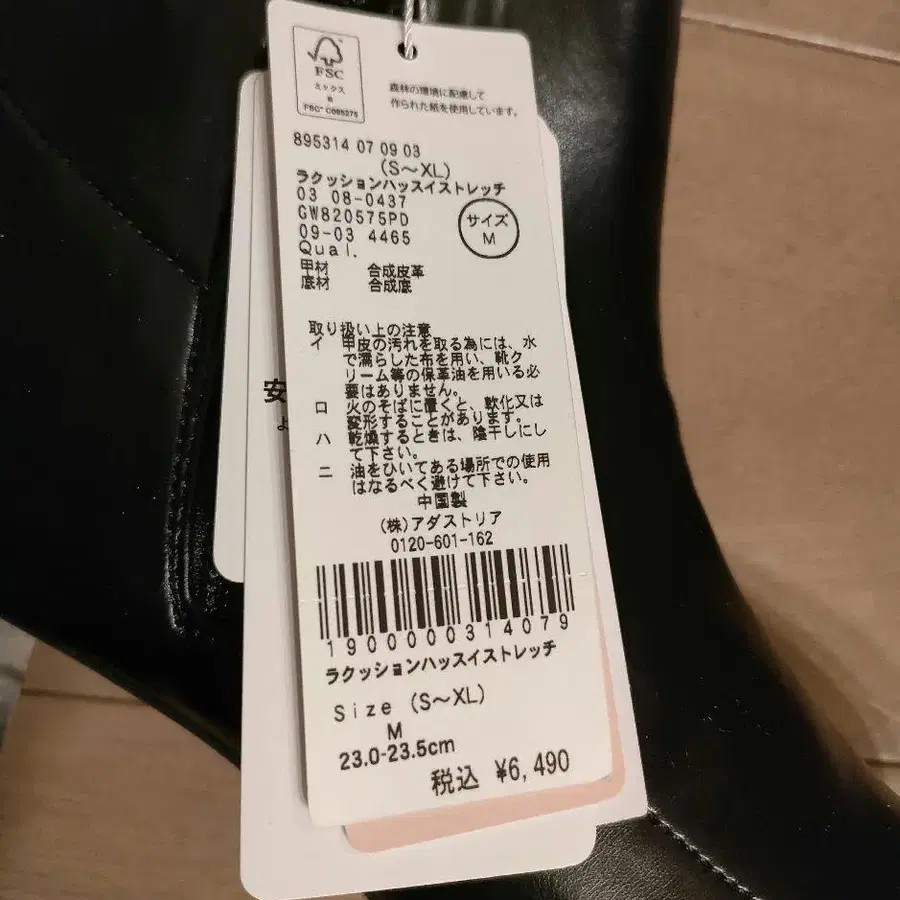 FSC
ミックス
紙
FSC™ C095275
森林の環境に配慮して
作られた紙を使用しています。
895314 07 09 03
(S～XL)
ラクッションハッスイストレッチ
03 08-0437
GW820575PD
09-03 4465
Qual.
サイズ
M
甲材 合成皮革
底材 合成底
取り扱い上の注意
イ 甲皮の汚れを取る為には、水
で濡らした布を用い、靴ク
リーム等の保革油を用いる必
要はありません。
ロ 火のそばに置くと、軟化又は
変形することがあります。
ハ 乾燥するときは、陰干しにし
て下さい。
ニ 油をひいてある場所での使用
はなるべく避けて下さい。
中国製
(株)アダストリア
0120-601-162
1900000314079
ラクッションハッスイストレッチ
Size (S～XL)
M
23.0-23.5cm
税込 ¥6,490
安
よ